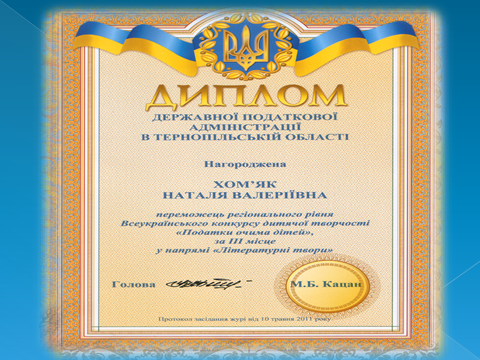 ДИПЛОМ
ДЕРЖАВНОЇ ПОДАТКОВОЇ
АДМІНІСТРАЦІЇ
В ТЕРНОПІЛЬСЬКІЙ ОБЛАСТІ
Нагороджена
ХОМ'ЯК
НАТАЛЯ ВАЛЕРІЇВНА
переможець регіонального рівня
Всеукраїнського конкурсу дитячої творчості
«Податки очима дітей»,
за ІІІ місце
у напрямі «Літературні твори»
Голова М.Б. Кацан
Протокол засідання журі від 10 травня 2011 року